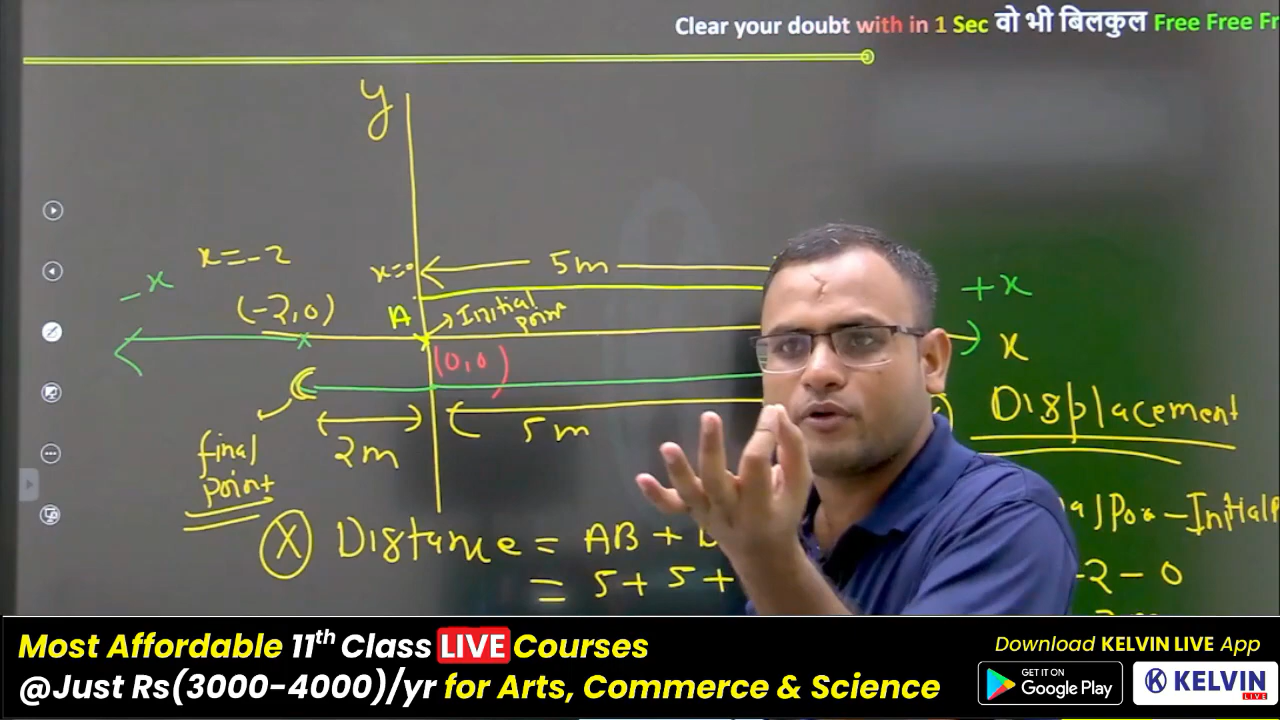 Clear your doubt with in 1 Sec वो भी बिलकुल Free Free Fr
y
x=-2
x=0
5m
-x
+x
(-2,0)
A
Initial
point
x
(0,0)
Displacement
2m
5m
final
point
-Initial
Distance = AB +
-2-0
= 5+5+
Most Affordable 11th Class LIVE Courses
@Just Rs(3000-4000)/yr for Arts, Commerce & Science
Download KELVIN LIVE App
GET IT ON
Google Play
KELVIN
LIVE